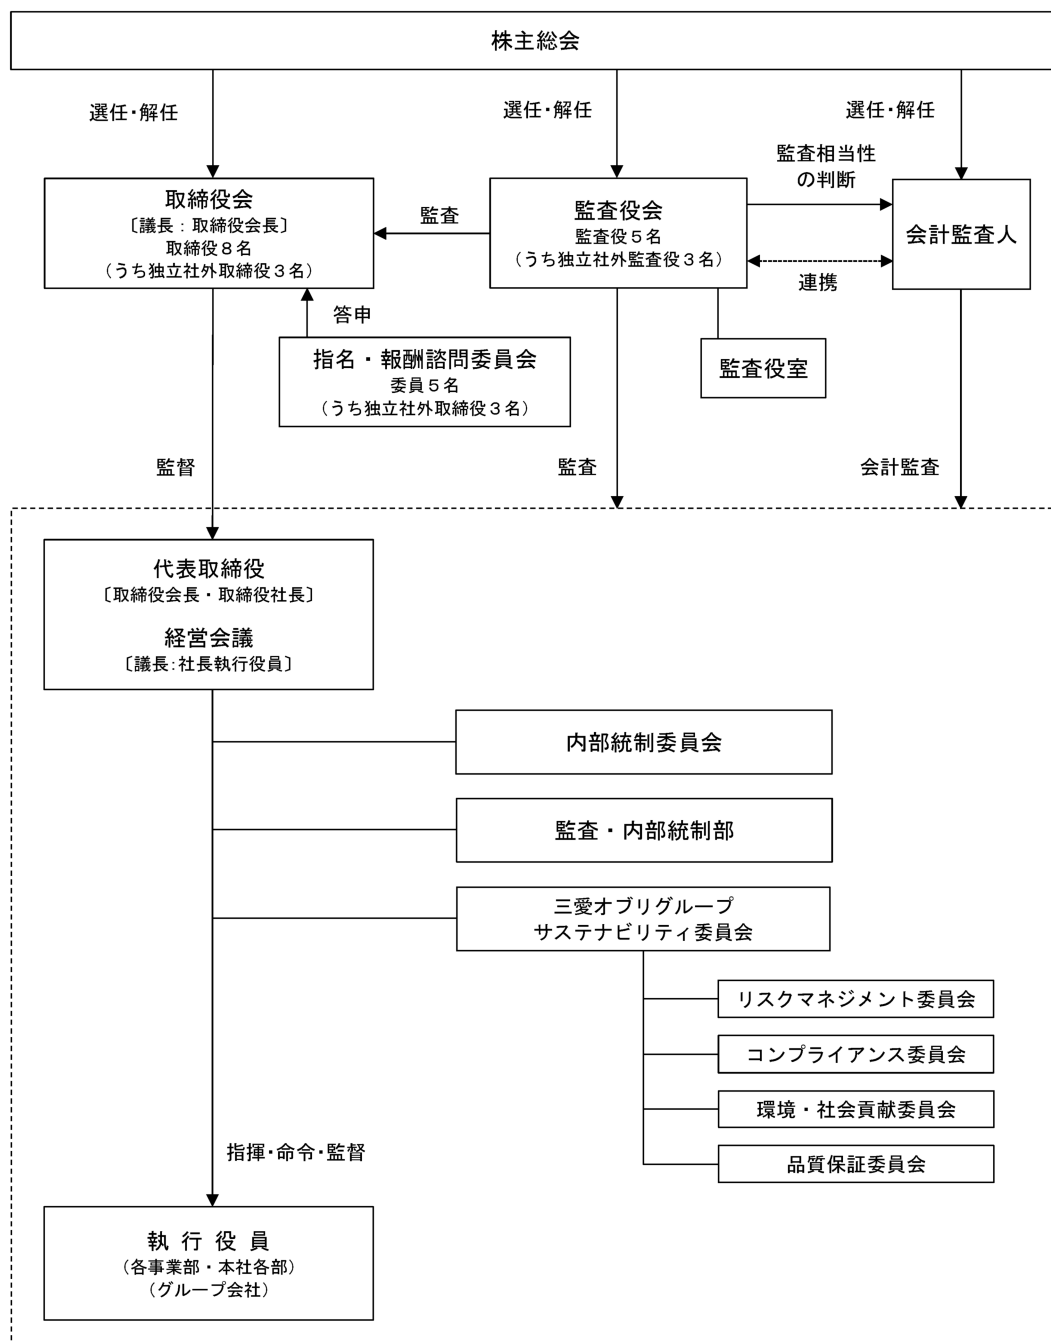 株主総会
選任・解任
選任・解任
選任・解任
監査相当性
の判断
取締役会
〔議長：取締役会長〕
取締役８名
（うち独立社外取締役３名）
監査
監査役会
監査役５名
（うち独立社外監査役３名）
会計監査人
連携
答申
指名・報酬諮問委員会
委員５名
（うち独立社外取締役３名）
監査役室
監督
監査
会計監査
代表取締役
〔取締役会長・取締役社長〕
経営会議
〔議長：社長執行役員〕
内部統制委員会
監査・内部統制部
三愛オブリグループ
サステナビリティ委員会
リスクマネジメント委員会
コンプライアンス委員会
環境・社会貢献委員会
品質保証委員会
指揮・命令・監督
執 行 役 員
（各事業部・本社各部）
（グループ会社）